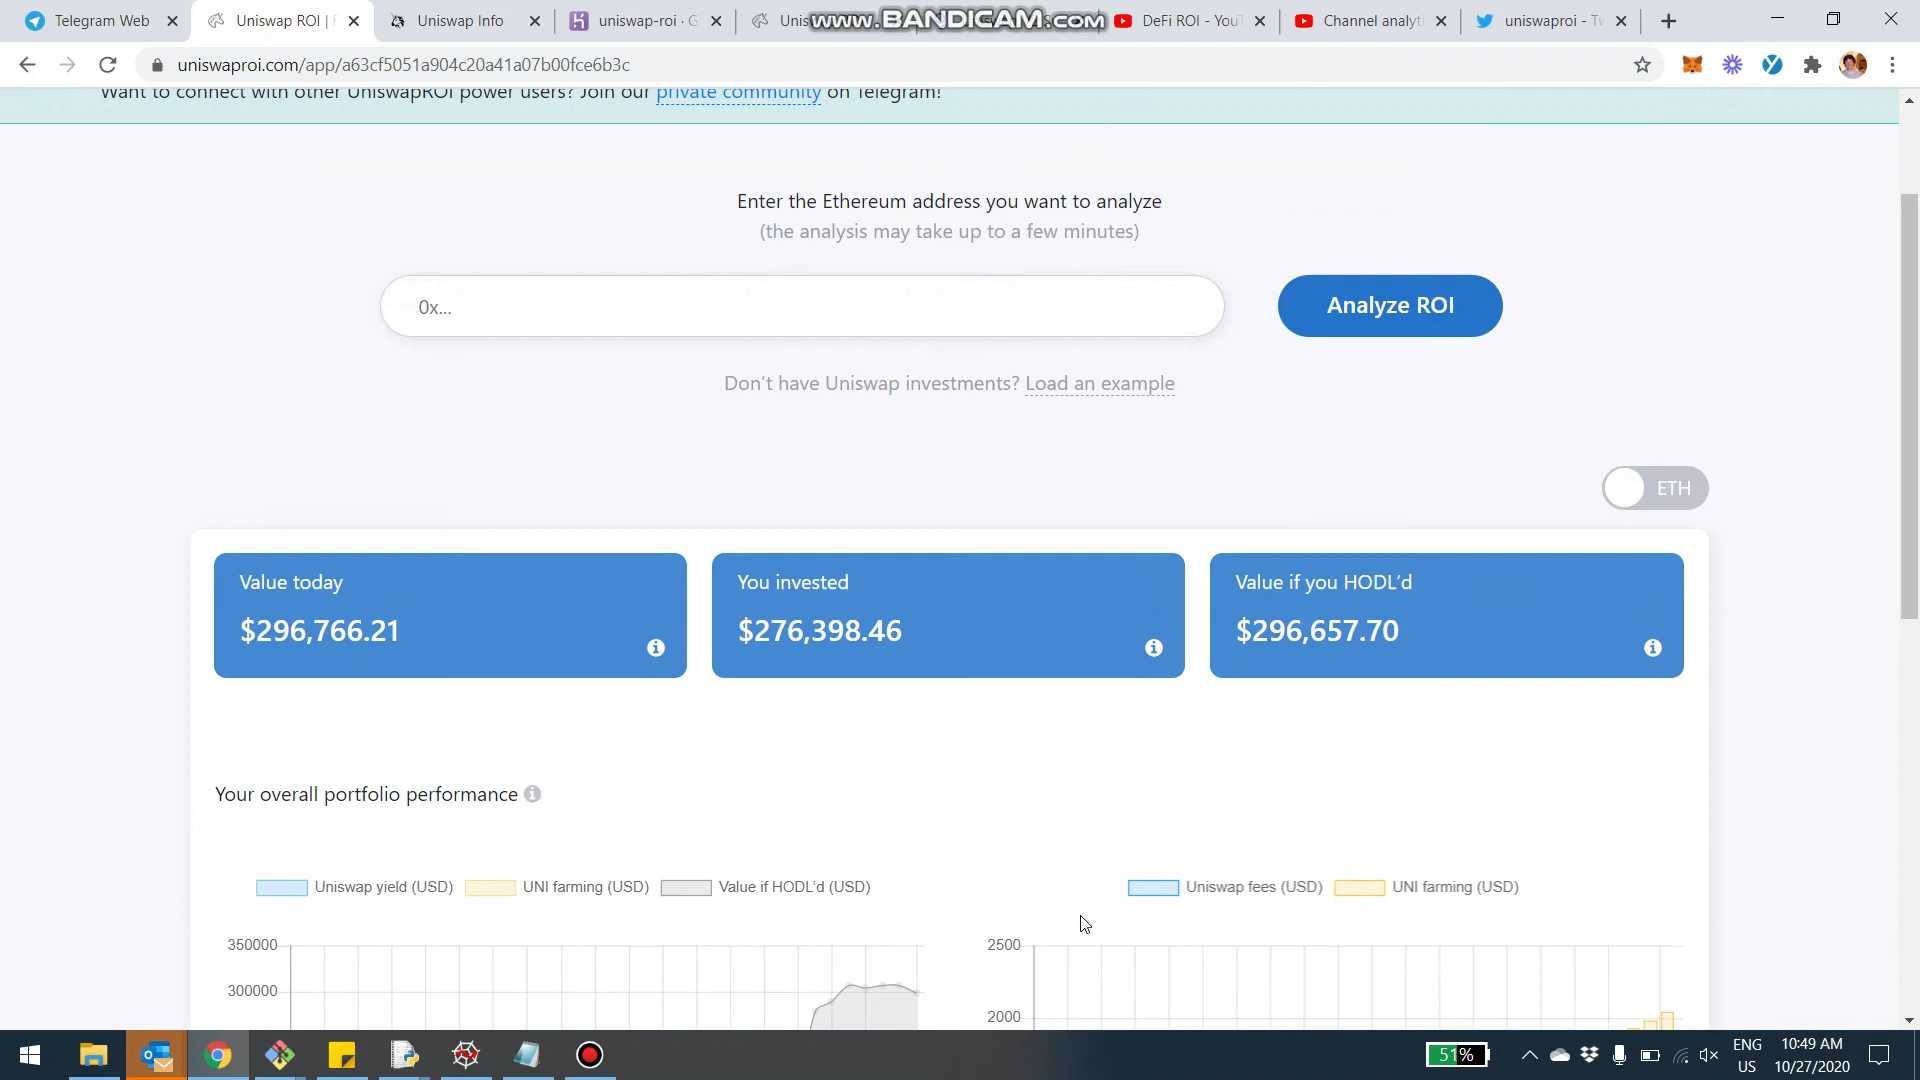 Telegram Web
Uniswap ROI |
Uniswap Info
uniswap-roi · G
Unis
www.BANDICAM.com
DeFi ROI - YouT
Channel analyti
uniswaproi - Tw
uniswaproi.com/app/a63cf5051a904c20a41a07b00fce6b3c
Want to connect with other UniswapROI power users? Join our private community on Telegram!
Enter the Ethereum address you want to analyze
(the analysis may take up to a few minutes)
0x...
Analyze ROI
Don't have Uniswap investments? Load an example
ETH
Value today
$296,766.21
You invested
$276,398.46
Value if you HODL'd
$296,657.70
Your overall portfolio performance
Uniswap yield (USD) UNI farming (USD) Value if HODL'd (USD)
Uniswap fees (USD) UNI farming (USD)
350000
300000
2500
2000
51%
ENG
US
10:49 AM
10/27/2020